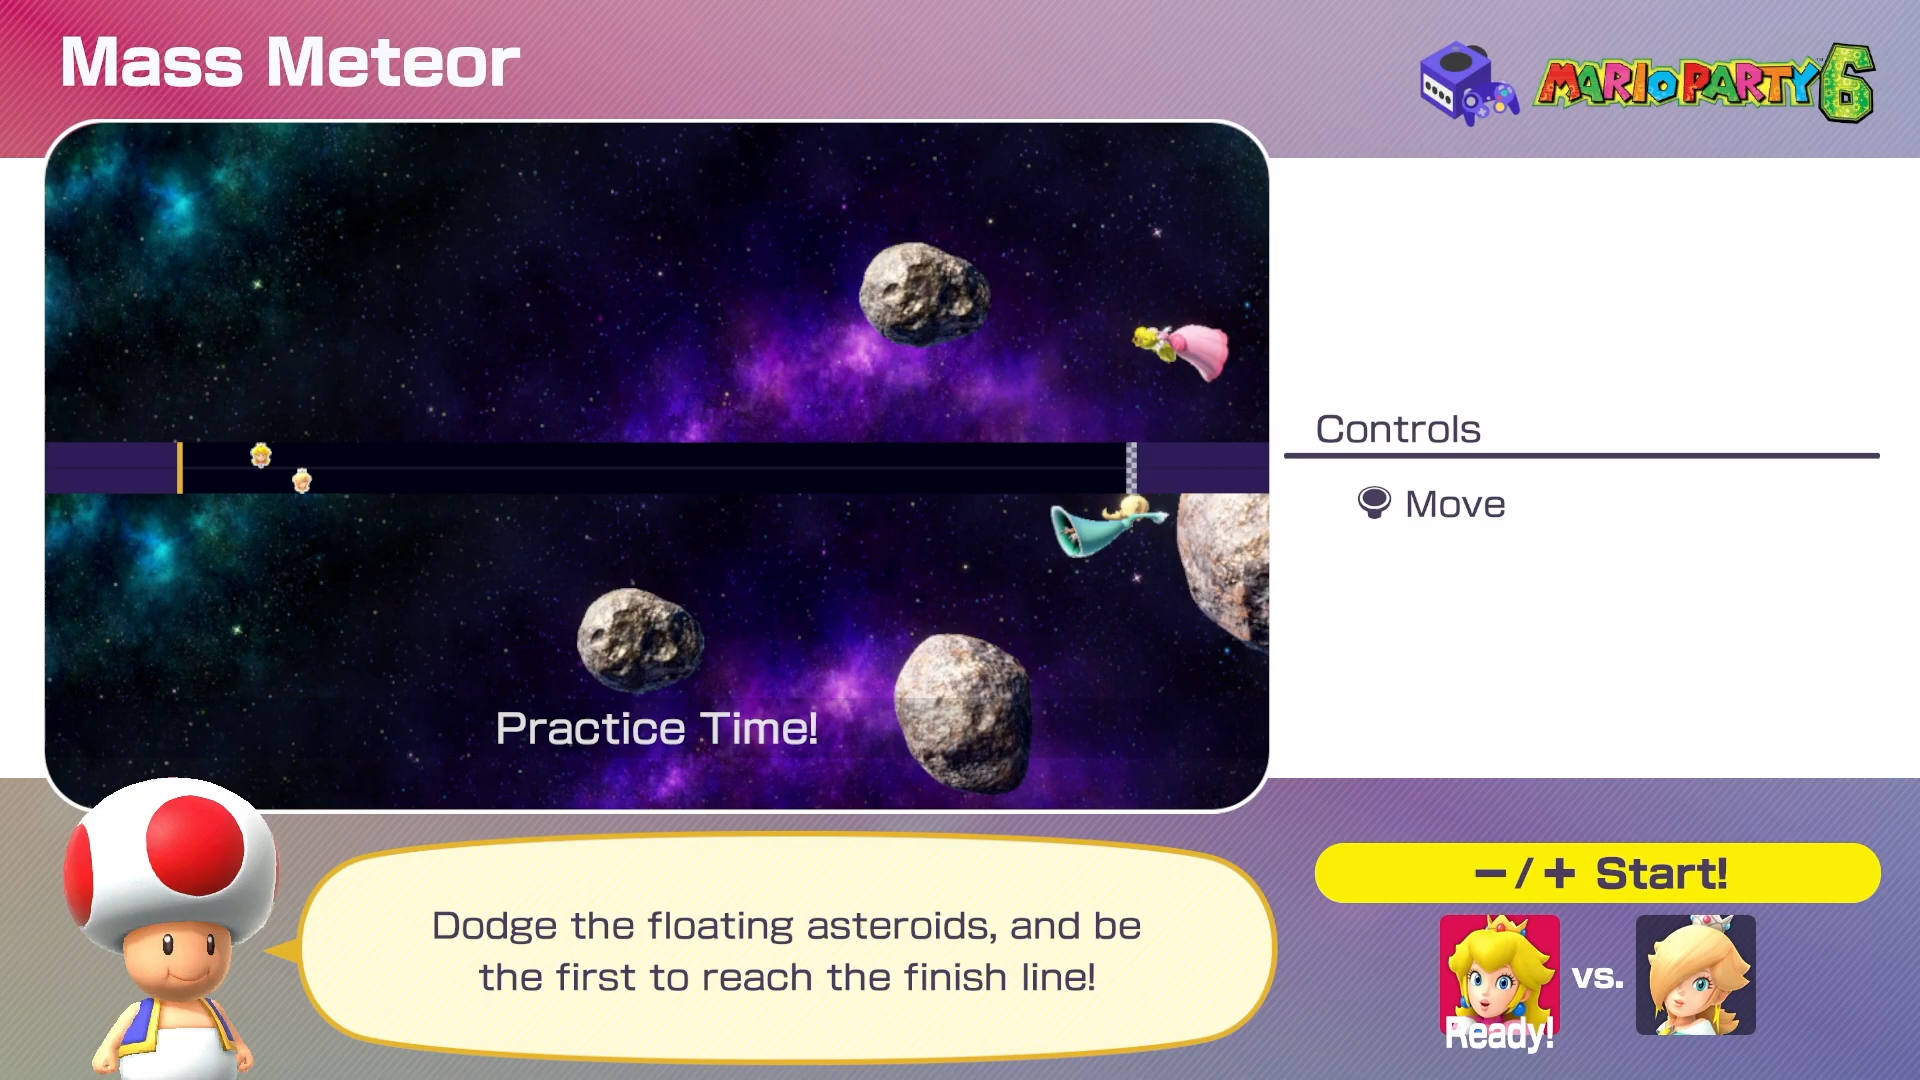 Mass Meteor
MARIO PARTY 6
Controls
Move
Practice Time!
Dodge the floating asteroids, and be
the first to reach the finish line!
−/+ Start!
vs.
Ready!